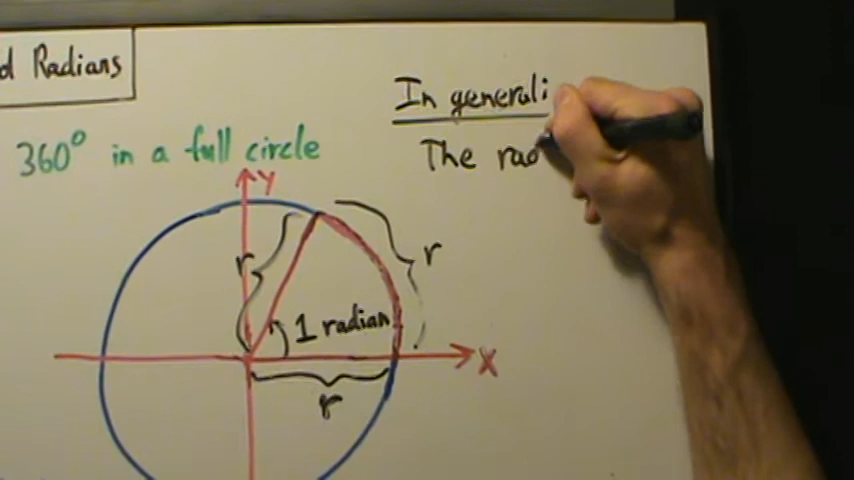 d Radians
In general:
360° in a full circle
The rad
Y
r
r
1 radian
X
r